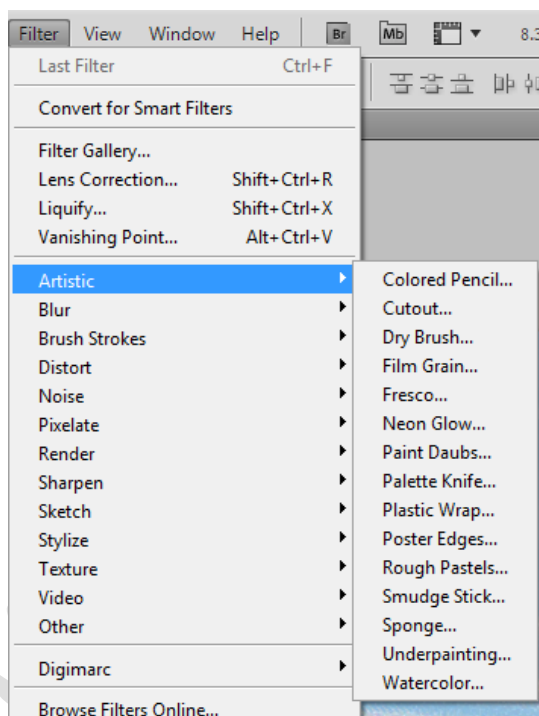 Filter View Window Help Br Mb 8.3
Last Filter Ctrl+F
Convert for Smart Filters
Filter Gallery...
Lens Correction... Shift+Ctrl+R
Liquify... Shift+Ctrl+X
Vanishing Point... Alt+Ctrl+V
Artistic
Blur
Brush Strokes
Distort
Noise
Pixelate
Render
Sharpen
Sketch
Stylize
Texture
Video
Other
Digimarc
Browse Filters Online...
Colored Pencil...
Cutout...
Dry Brush...
Film Grain...
Fresco...
Neon Glow...
Paint Daubs...
Palette Knife...
Plastic Wrap...
Poster Edges...
Rough Pastels...
Smudge Stick...
Sponge...
Underpainting...
Watercolor...